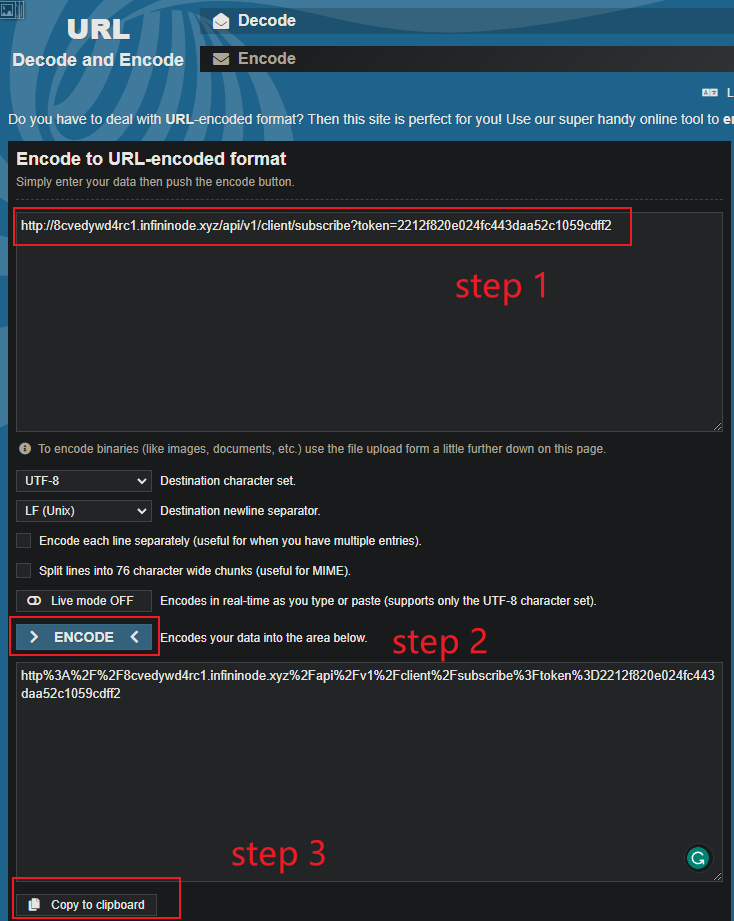 URL
Decode and Encode
Decode
Encode
L
Do you have to deal with URL-encoded format? Then this site is perfect for you! Use our super handy online tool to e
Encode to URL-encoded format
Simply enter your data then push the encode button.
http://8cvedywd4rc1.infininode.xyz/api/v1/client/subscribe?token=2212f820e024fc443daa52c1059cdff2
step 1
To encode binaries (like images, documents, etc.) use the file upload form a little further down on this page.
UTF-8 Destination character set.
LF (Unix) Destination newline separator.
Encode each line separately (useful for when you have multiple entries).
Split lines into 76 character wide chunks (useful for MIME).
Live mode OFF Encodes in real-time as you type or paste (supports only the UTF-8 character set).
> ENCODE < Encodes your data into the area below.
step 2
http%3A%2F%2F8cvedywd4rc1.infininode.xyz%2Fapi%2Fv1%2Fclient%2Fsubscribe%3Ftoken%3D2212f820e024fc443
daa52c1059cdff2
step 3
Copy to clipboard